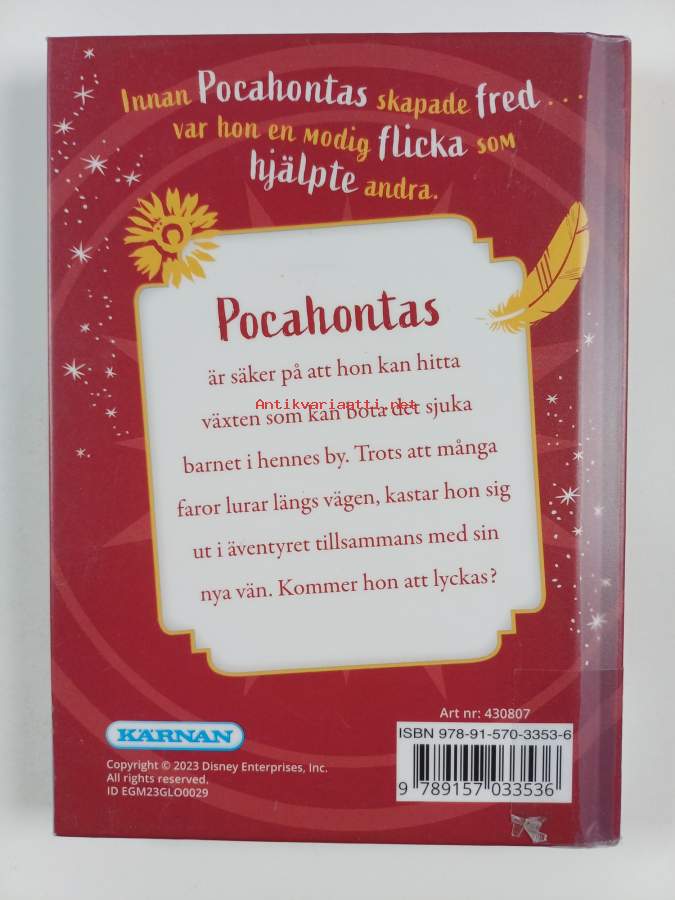 Innan Pocahontas skapade fred ...
var hon en modig flicka som
hjälpte andra.
Pocahontas
är säker på att hon kan hitta
Antikvariantti.net
växten som kan bota det sjuka
barnet i hennes by. Trots att många
faror lurar längs vägen, kastar hon sig
ut i äventyret tillsammans med sin
nya vän. Kommer hon att lyckas?
Art nr: 430807
ISBN 978-91-570-3353-6
9 789157 033536
KÄRNAN
Copyright © 2023 Disney Enterprises, Inc.
All rights reserved.
ID EGM23GLO0029